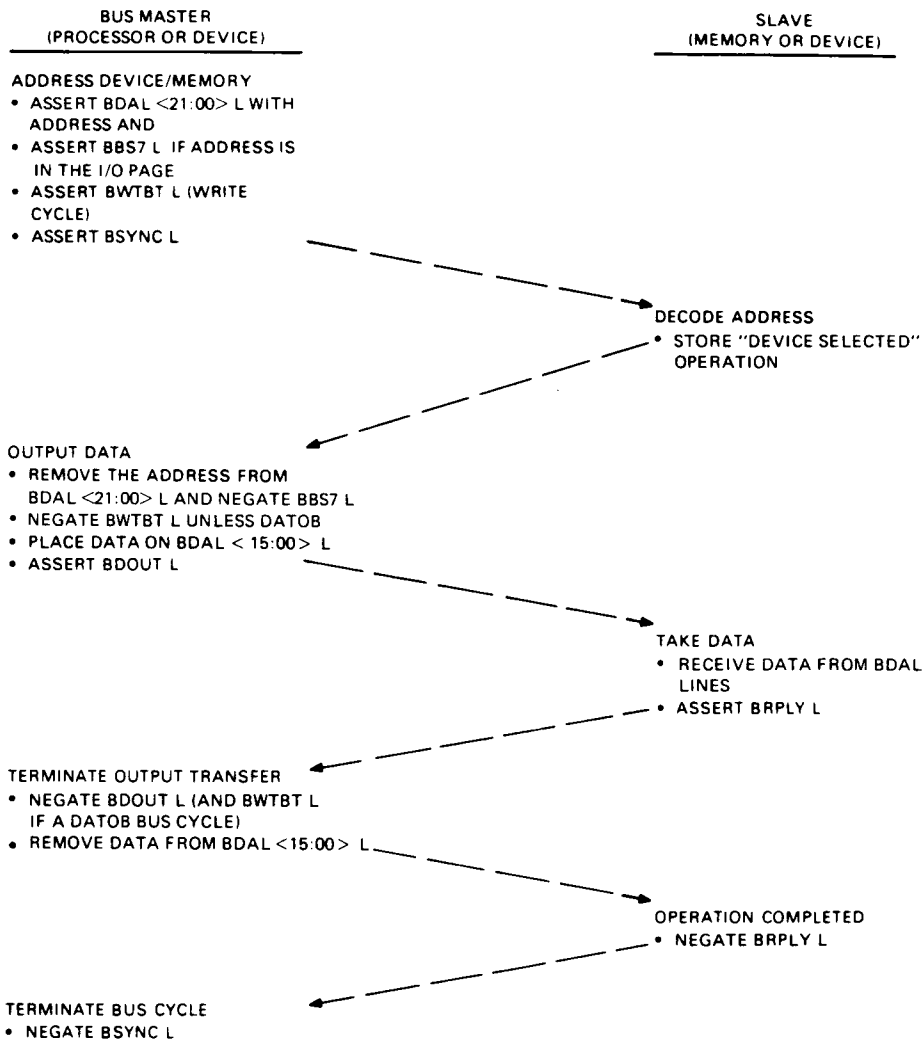 BUS MASTER
(PROCESSOR OR DEVICE)
SLAVE
(MEMORY OR DEVICE)
ADDRESS DEVICE/MEMORY
• ASSERT BDAL <21:00> L WITH
ADDRESS AND
• ASSERT BBS7 L IF ADDRESS IS
IN THE I/O PAGE
• ASSERT BWTBT L (WRITE
CYCLE)
• ASSERT BSYNC L
DECODE ADDRESS
• STORE "DEVICE SELECTED"
OPERATION
OUTPUT DATA
• REMOVE THE ADDRESS FROM
BDAL <21:00> L AND NEGATE BBS7 L
• NEGATE BWTBT L UNLESS DATOB
• PLACE DATA ON BDAL < 15:00 > L
• ASSERT BDOUT L
TAKE DATA
• RECEIVE DATA FROM BDAL
LINES
• ASSERT BRPLY L
TERMINATE OUTPUT TRANSFER
• NEGATE BDOUT L (AND BWTBT L
IF A DATOB BUS CYCLE)
• REMOVE DATA FROM BDAL <15:00> L
OPERATION COMPLETED
• NEGATE BRPLY L
TERMINATE BUS CYCLE
• NEGATE BSYNC L